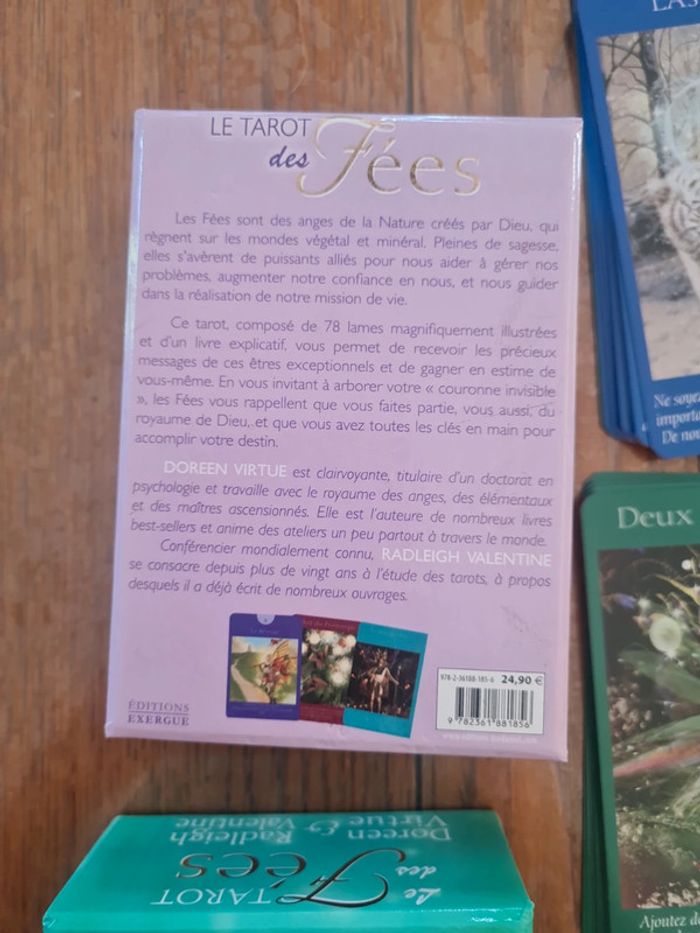 LE TAROT
des Fées
Les Fées sont des anges de la Nature créés par Dieu, qui
règnent sur les mondes végétal et minéral. Pleines de sagesse,
elles s'avèrent de puissants alliés pour nous aider à gérer nos
problèmes, augmenter notre confiance en nous, et nous guider
dans la réalisation de notre mission de vie.
Ce tarot, composé de 78 lames magnifiquement illustrées
et d'un livre explicatif, vous permet de recevoir les précieux
messages de ces êtres exceptionnels et de gagner en estime de
vous-même. En vous invitant à arborer votre « couronne invisible
», les Fées vous rappellent que vous faites partie, vous aussi, du
royaume de Dieu, et que vous avez toutes les clés en main pour
accomplir votre destin.
DOREEN VIRTUE est clairvoyante, titulaire d'un doctorat en
psychologie et travaille avec le royaume des anges, des élémentaux
et des maîtres ascensionnés. Elle est l'auteure de nombreux livres
best-sellers et anime des ateliers un peu partout à travers le monde.
Conférencier mondialement connu, RADLEIGH VALENTINE
se consacre depuis plus de vingt ans à l'étude des tarots, à propos
desquels il a déjà écrit de nombreux ouvrages.
ÉDITIONS
EXERGUE
978-2-36188-185-6 24,90 €
9 782361 881856
Doreen
Virtue &
Radleigh
Valentine
Le
TAROT
des
Fées
Ne soye
importa
De no
Deux
Ajoutez d